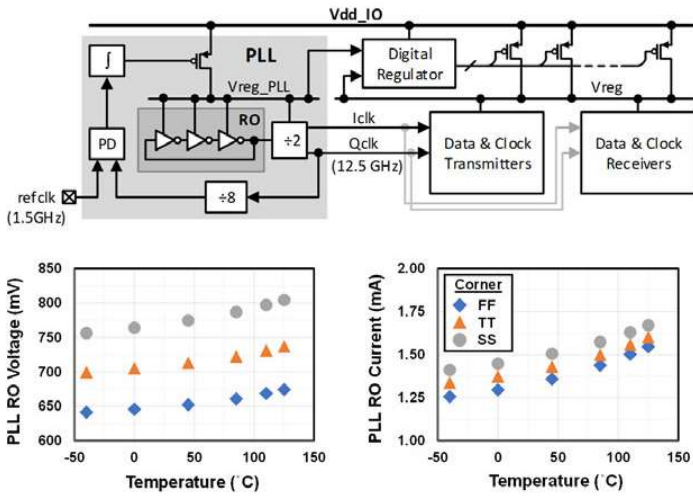 Vdd_IO
PLL
∫
Digital
Regulator
Vreg_PLL
Vreg
RO
Iclk
PD
÷2
Qclk
(12.5 GHz)
Data & Clock
Transmitters
Data & Clock
Receivers
refclk
(1.5GHz)
÷8
PLL RO Voltage (mV)
850
800
750
700
650
600
-50
0
50
100
150
Temperature (˚C)
PLL RO Current (mA)
2.00
1.75
1.50
1.25
1.00
Corner
FF
TT
SS
-50
0
50
100
150
Temperature (˚C)